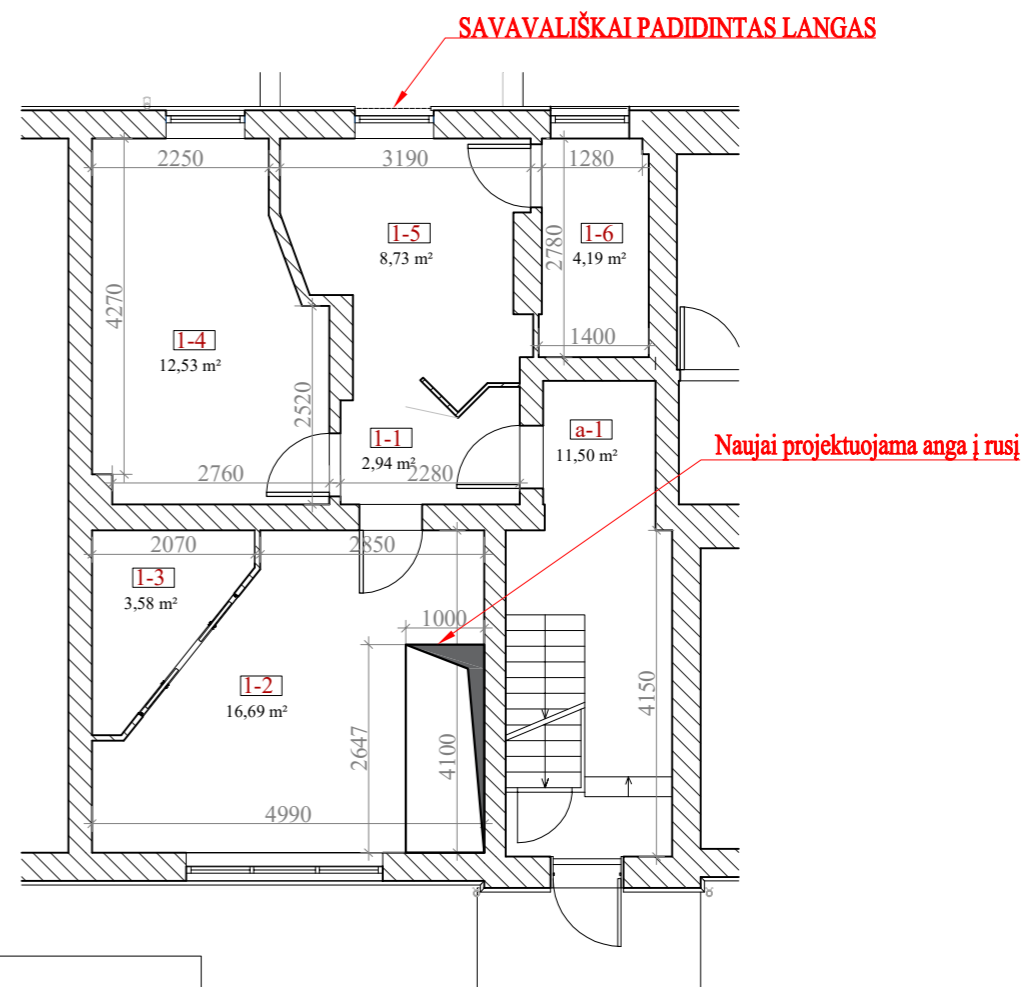 SAVAVALIŠKAI PADIDINTAS LANGAS
2250
3190
1280
1-5
8,73 m²
1-6
4,19 m²
2780
4270
1-4
12,53 m²
1400
2520
1-1
2,94 m²
a-1
11,50 m²
Naujai projektuojama anga į rusį
2760
2280
2070
2850
1-3
3,58 m²
1000
1-2
16,69 m²
4150
2647
4100
4990